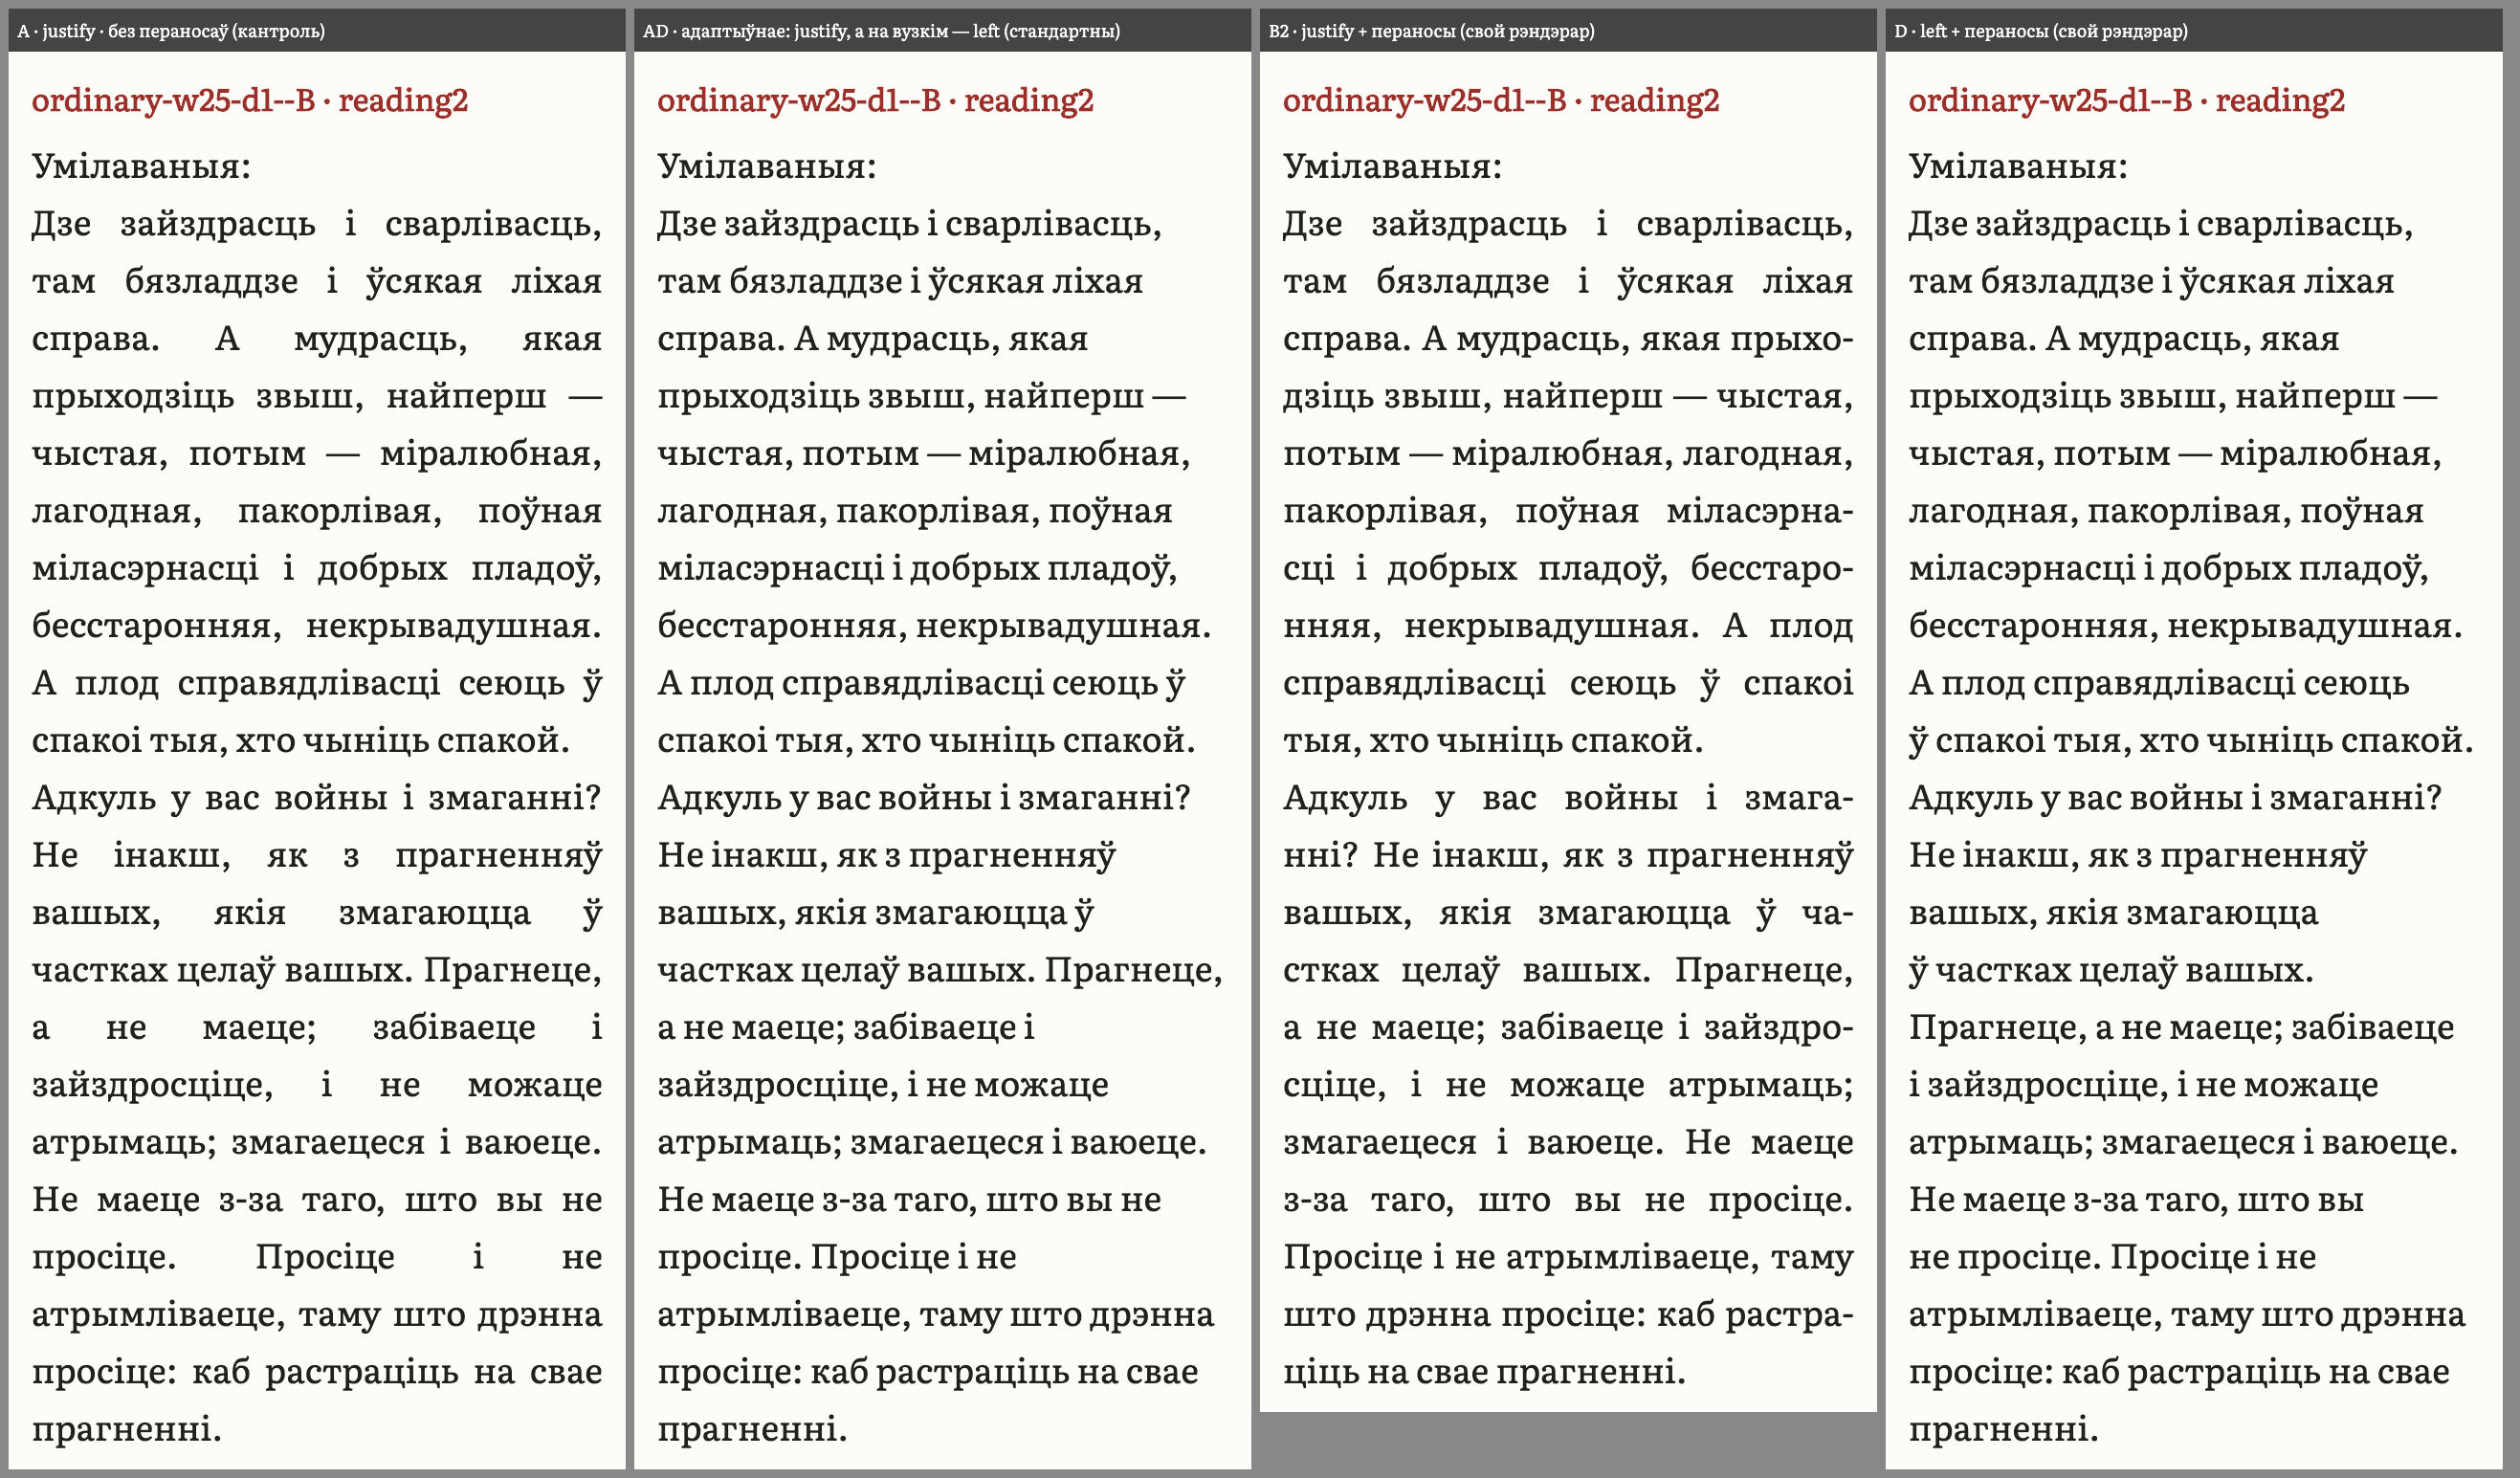 A · justify · без пераносаў (кантроль)
ordinary-w25-d1--B · reading2
Умілаваныя:
Дзе зайздрасць і сварлівасць,
там бязладдзе і ўсякая ліхая
справа. А мудрасць, якая
прыходзіць звыш, найперш —
чыстая, потым — міралюбная,
лагодная, пакорлівая, поўная
міласэрнасці і добрых пладоў,
бесстаронняя, некрывадушная.
А плод справядлівасці сеюць ў
спакоі тыя, хто чыніць спакой.
Адкуль у вас войны і змаганні?
Не інакш, як з прагненняў
вашых, якія змагаюцца ў
частках целаў вашых. Прагнеце,
а не маеце; забіваеце і
зайздросціце, і не можаце
атрымаць; змагаецеся і ваюеце.
Не маеце з-за таго, што вы не
просіце. Просіце і не
атрымліваеце, таму што дрэнна
просіце: каб растраціць на свае
прагненні.
AD · адаптыўнае: justify, а на вузкім — left (стандартны)
ordinary-w25-d1--B · reading2
Умілаваныя:
Дзе зайздрасць і сварлівасць,
там бязладдзе і ўсякая ліхая
справа. А мудрасць, якая
прыходзіць звыш, найперш —
чыстая, потым — міралюбная,
лагодная, пакорлівая, поўная
міласэрнасці і добрых пладоў,
бесстаронняя, некрывадушная.
А плод справядлівасці сеюць ў
спакоі тыя, хто чыніць спакой.
Адкуль у вас войны і змаганні?
Не інакш, як з прагненняў
вашых, якія змагаюцца ў
частках целаў вашых. Прагнеце,
а не маеце; забіваеце і
зайздросціце, і не можаце
атрымаць; змагаецеся і ваюеце.
Не маеце з-за таго, што вы не
просіце. Просіце і не
атрымліваеце, таму што дрэнна
просіце: каб растраціць на свае
прагненні.
B2 · justify + пераносы (свой рэндэрар)
ordinary-w25-d1--B · reading2
Умілаваныя:
Дзе зайздрасць і сварлівасць,
там бязладдзе і ўсякая ліхая
справа. А мудрасць, якая прыхо-
дзіць звыш, найперш — чыстая,
потым — міралюбная, лагодная,
пакорлівая, поўная міласэрна-
сці і добрых пладоў, бесстаро-
нняя, некрывадушная. А плод
справядлівасці сеюць ў спакоі
тыя, хто чыніць спакой.
Адкуль у вас войны і змага-
нні? Не інакш, як з прагненняў
вашых, якія змагаюцца ў ча-
стках целаў вашых. Прагнеце,
а не маеце; забіваеце і зайздро-
сціце, і не можаце атрымаць;
змагаецеся і ваюеце. Не маеце
з-за таго, што вы не просіце.
Просіце і не атрымліваеце, таму
што дрэнна просіце: каб растра-
ціць на свае прагненні.
D · left + пераносы (свой рэндэрар)
ordinary-w25-d1--B · reading2
Умілаваныя:
Дзе зайздрасць і сварлівасць,
там бязладдзе і ўсякая ліхая
справа. А мудрасць, якая
прыходзіць звыш, найперш —
чыстая, потым — міралюбная,
лагодная, пакорлівая, поўная
міласэрнасці і добрых пладоў,
бесстаронняя, некрывадушная.
А плод справядлівасці сеюць
ў спакоі тыя, хто чыніць спакой.
Адкуль у вас войны і змаганні?
Не інакш, як з прагненняў
вашых, якія змагаюцца
ў частках целаў вашых.
Прагнеце, а не маеце; забіваеце
і зайздросціце, і не можаце
атрымаць; змагаецеся і ваюеце.
Не маеце з-за таго, што вы
не просіце. Просіце і не
атрымліваеце, таму што дрэнна
просіце: каб растраціць на свае
прагненні.